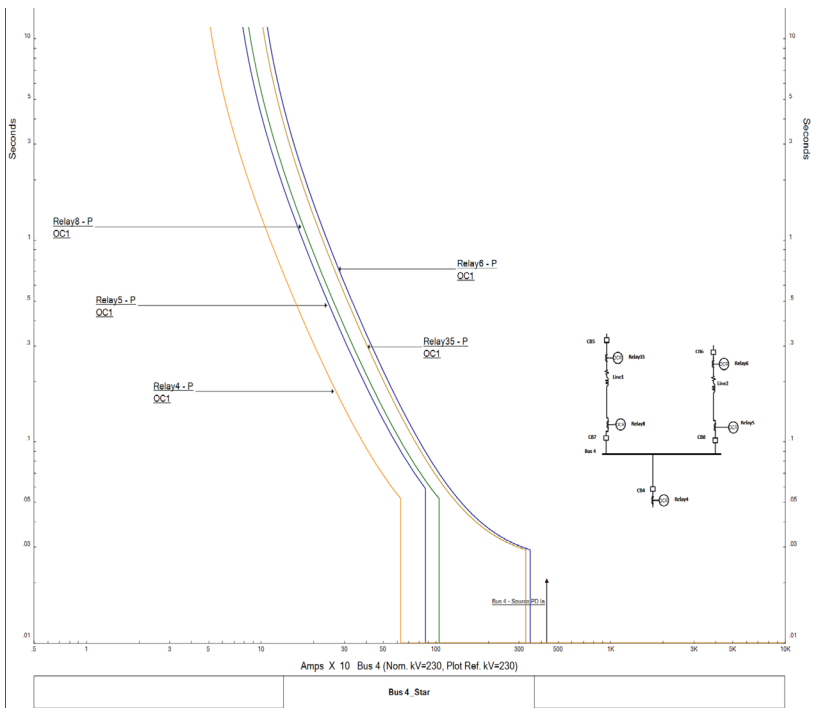 10
10
5
5
3
3
Seconds
Seconds
Relay8 - P
OC1
1
1
Relay6 - P
OC1
Relay5 - P
OC1
.5
.5
Relay35 - P
OC1
.3
.3
CB5
Relay35
CB6
Relay6
Line1
Line2
Relay4 - P
OC1
Relay8
Relay5
CB7
CB8
Bus 4
.1
.1
CB4
Relay4
.05
.05
.03
.03
Bus 4 - Source PD In
.01
.01
.5
1
3
5
10
30
50
100
300
500
1K
3K
5K
10K
Amps X 10 Bus 4 (Nom. kV=230, Plot Ref. kV=230)
Bus 4_Star